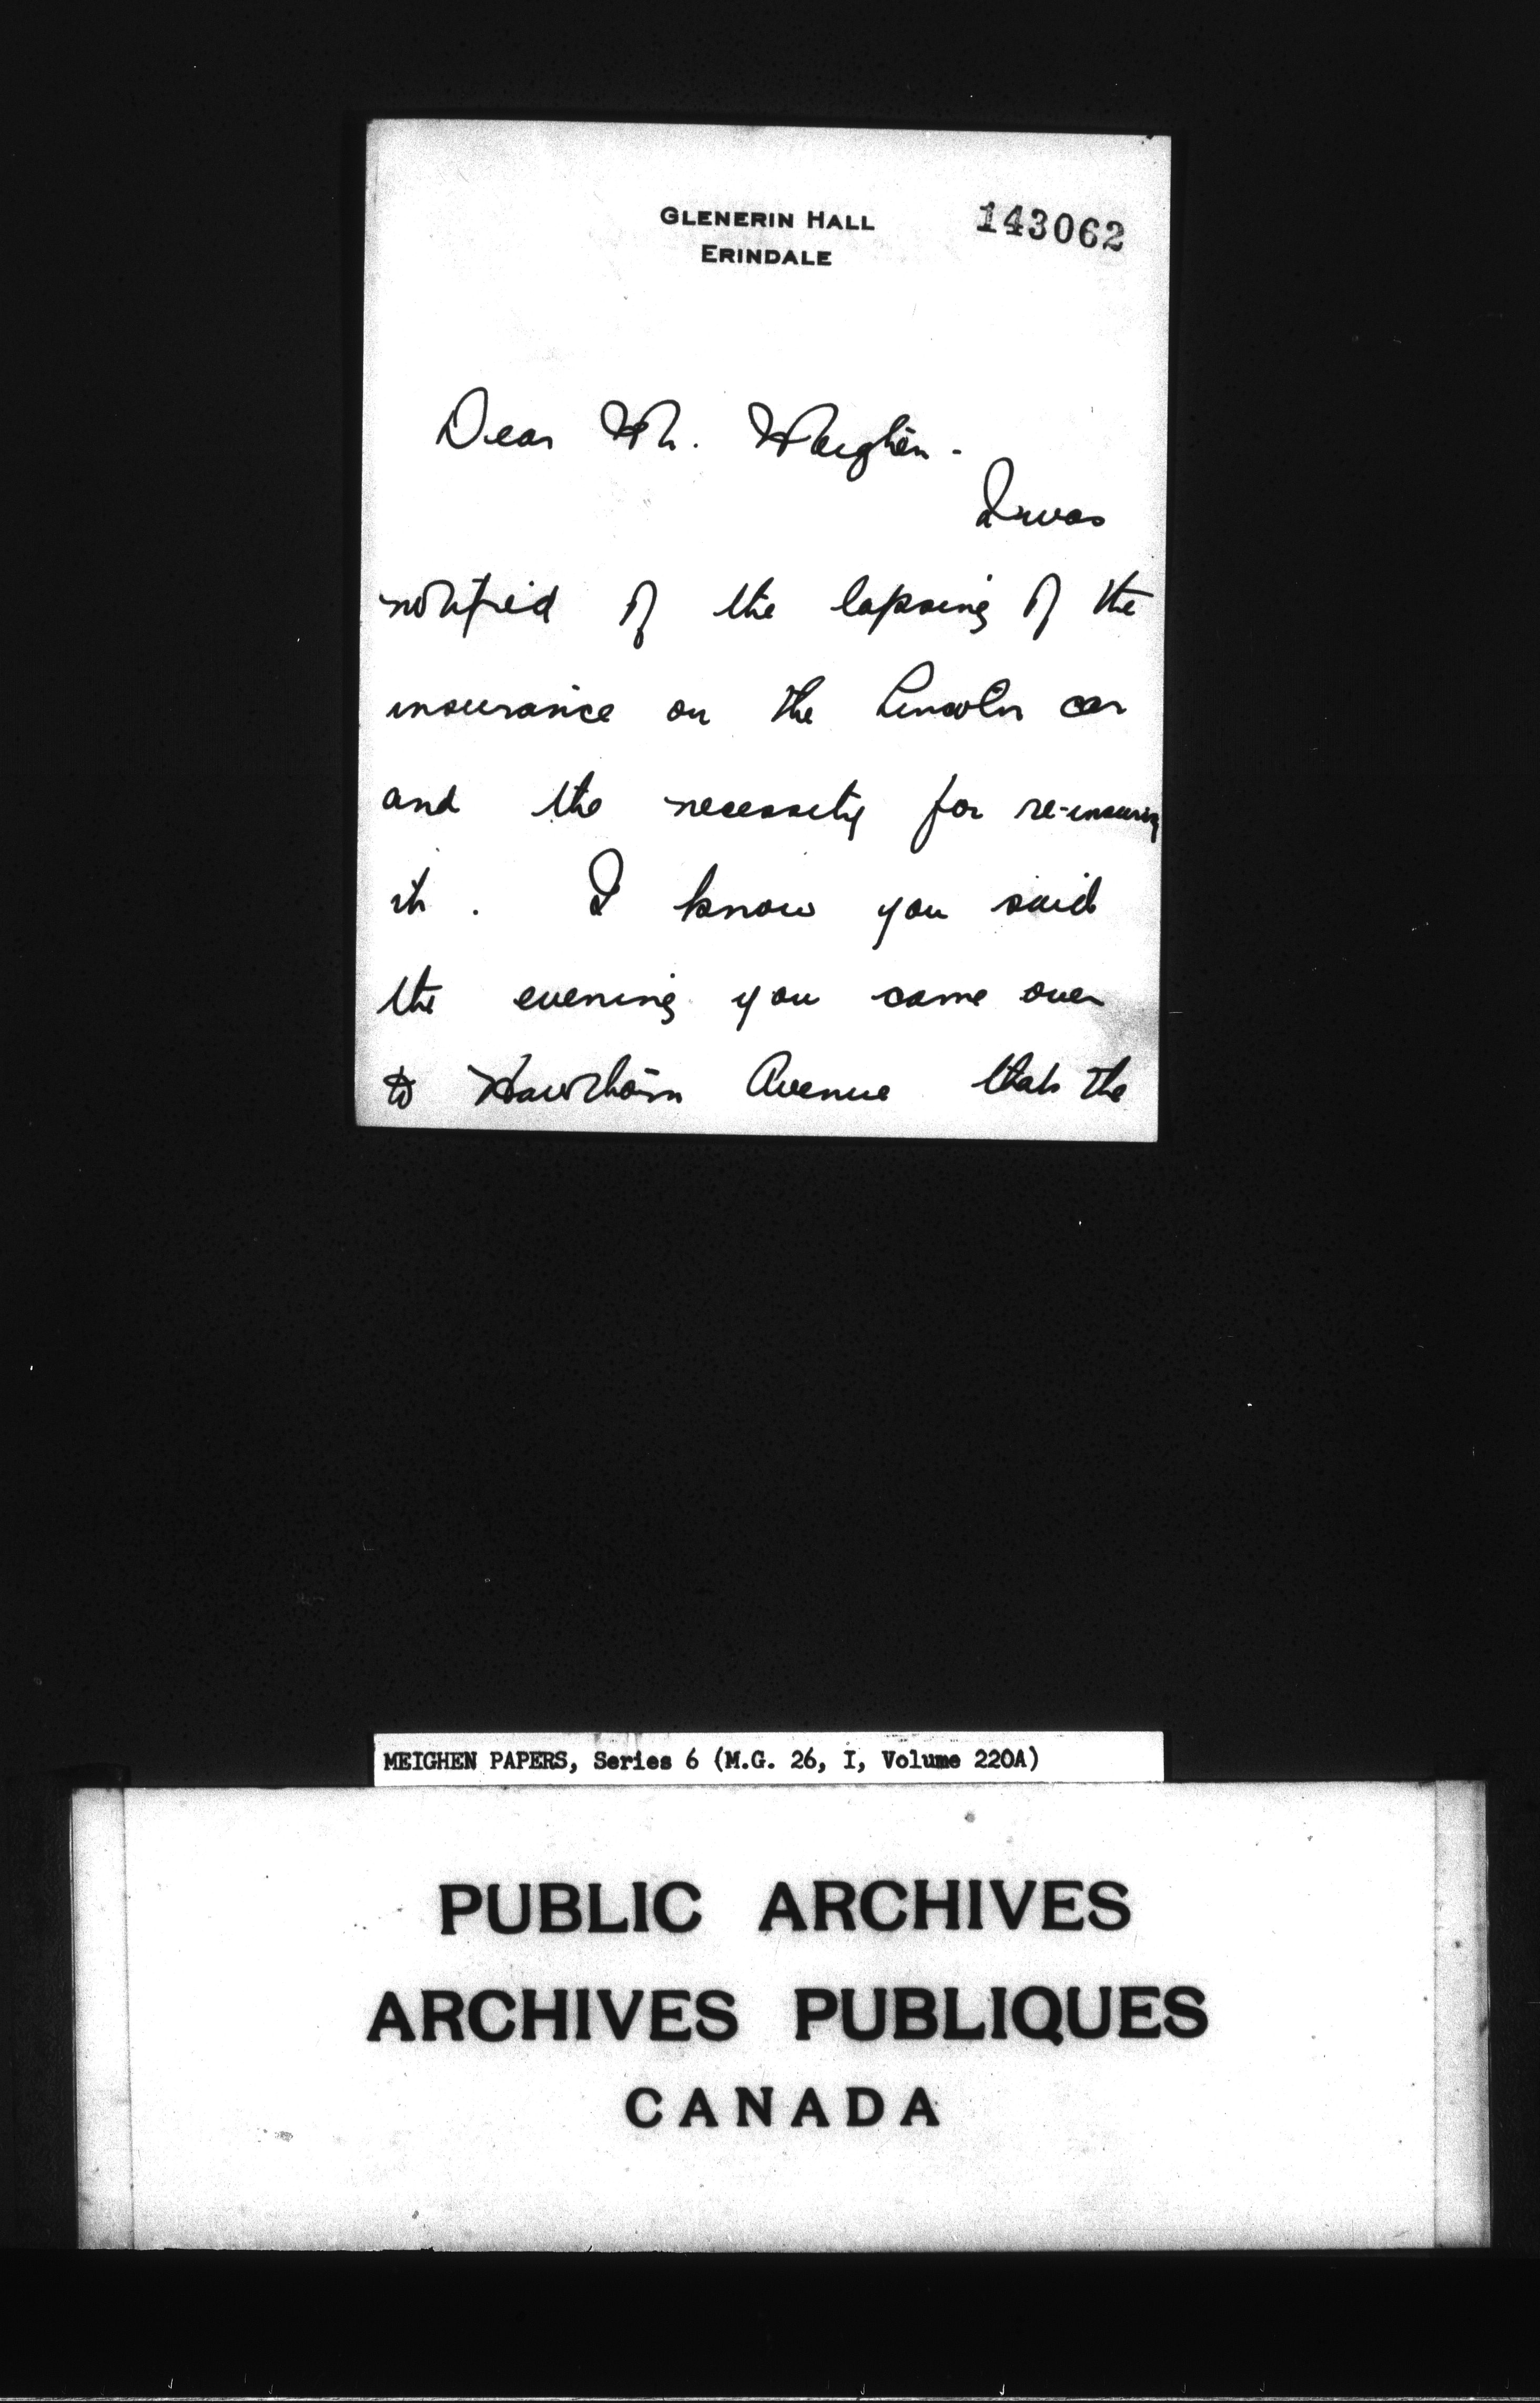 GLENERIN HALL
ERINDALE
143062
Dear Mr. Meighen -
I was
notified of the lapsing of the
insurance on the Lincoln car
and the necessity for re-insuring
it. I know you said
the evening you came over
to Hawthorn Avenue that the
MEIGHEN PAPERS, Series 6 (M.G. 26, I, Volume 220A)
PUBLIC ARCHIVES
ARCHIVES PUBLIQUES
CANADA